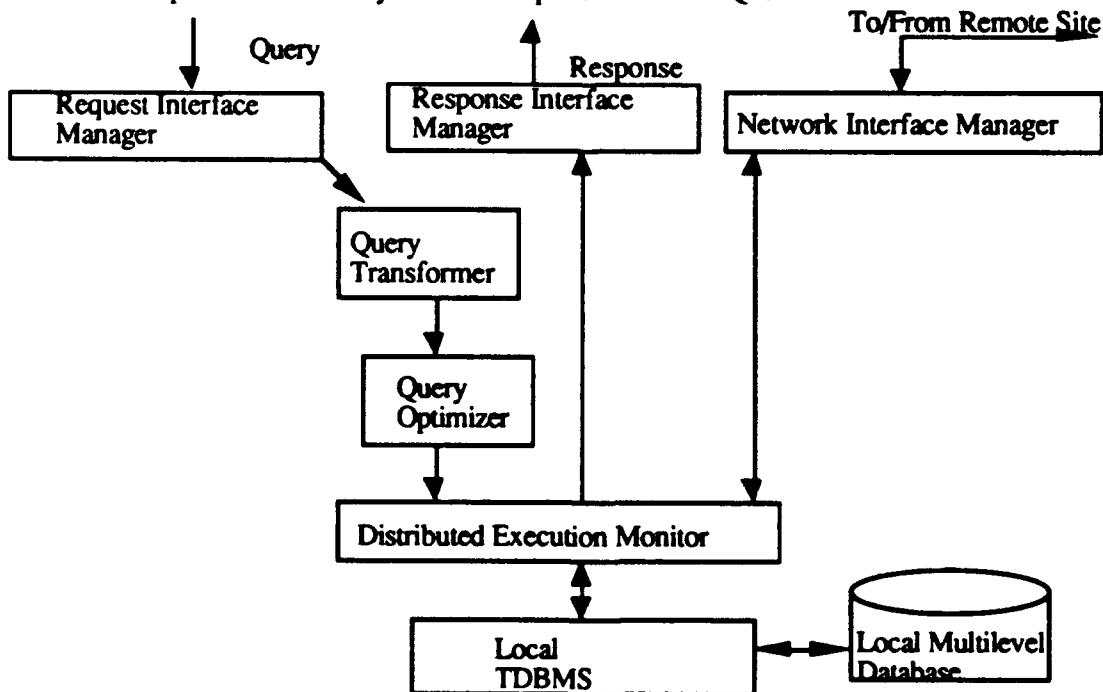 To/From Remote Site
Query
Response
Request Interface
Manager
Response Interface
Manager
Network Interface Manager
Query
Transformer
Query
Optimizer
Distributed Execution Monitor
Local
TDBMS
Local Multilevel
Database